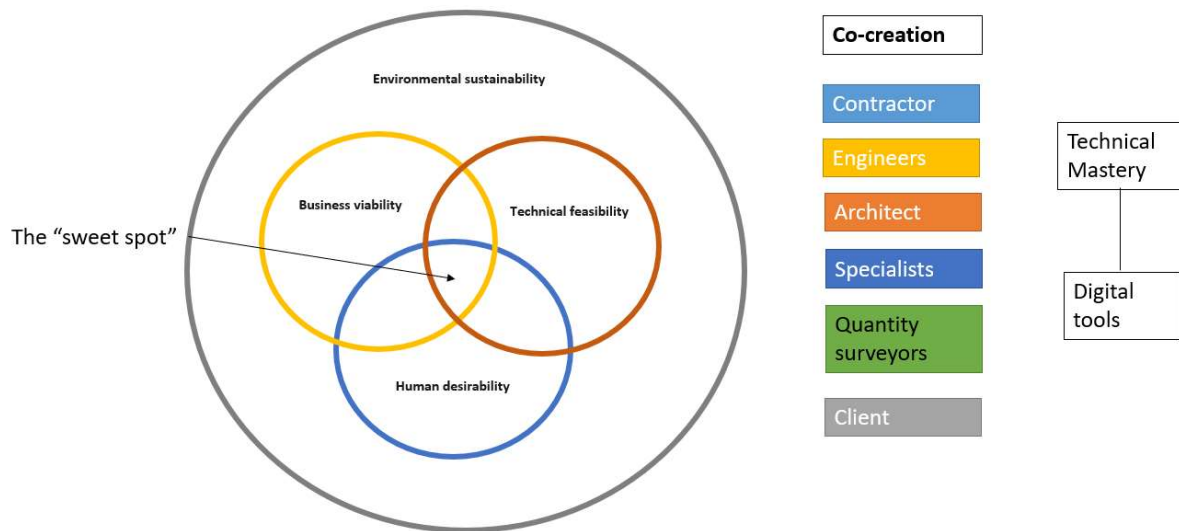 Environmental sustainability
Business viability
Technical feasibility
The “sweet spot”
Human desirability
Co-creation
Contractor
Engineers
Architect
Specialists
Quantity
surveyors
Client
Technical
Mastery
Digital
tools